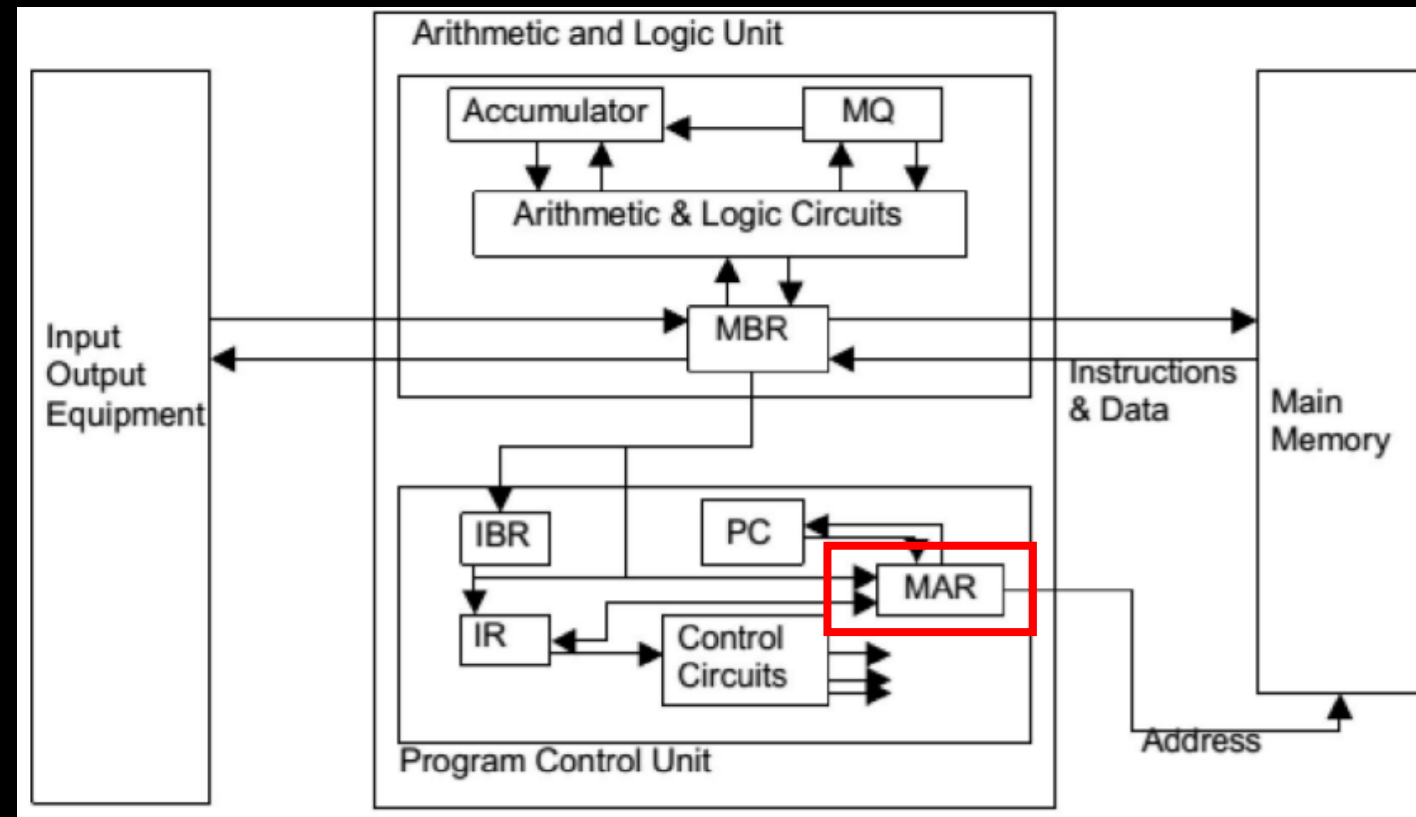 Arithmetic and Logic Unit
Accumulator
MQ
Arithmetic & Logic Circuits
Input
Output
Equipment
MBR
Instructions
& Data
Main
Memory
IBR
PC
MAR
IR
Control
Circuits
Program Control Unit
Address